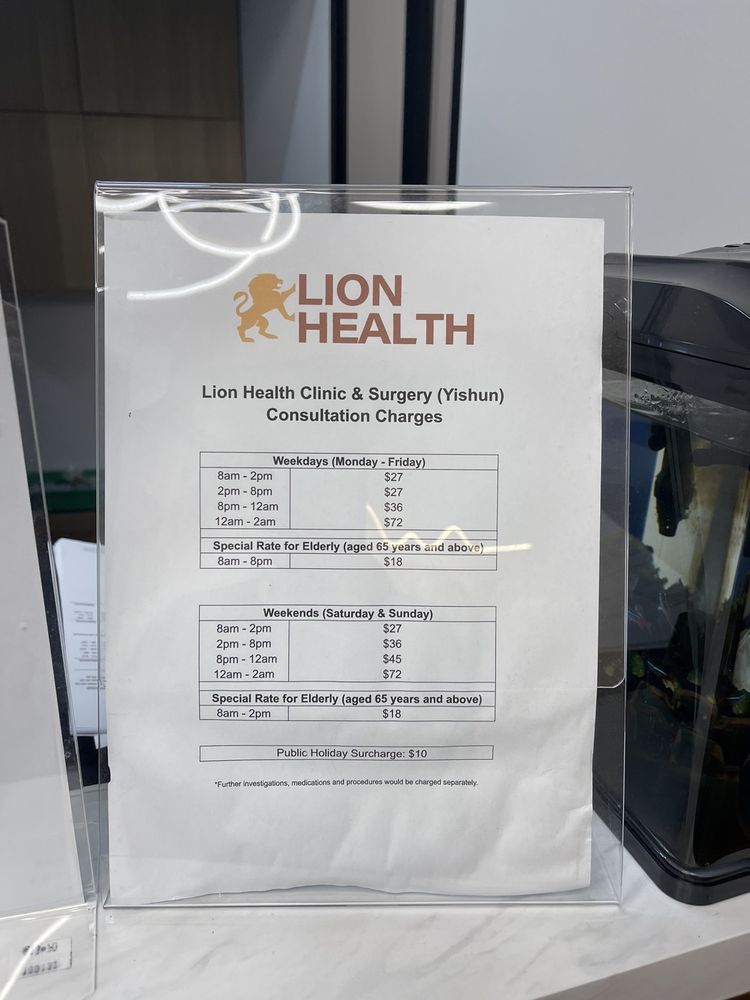 LION
HEALTH
Lion Health Clinic & Surgery (Yishun)
Consultation Charges
Weekdays (Monday - Friday)
8am - 2pm $27
2pm - 8pm $27
8pm - 12am $36
12am - 2am $72
Special Rate for Elderly (aged 65 years and above)
8am - 8pm $18
Weekends (Saturday & Sunday)
8am - 2pm $27
2pm - 8pm $36
8pm - 12am $45
12am - 2am $72
Special Rate for Elderly (aged 65 years and above)
8am - 2pm $18
Public Holiday Surcharge: $10
*Further investigations, medications and procedures would be charged separately.